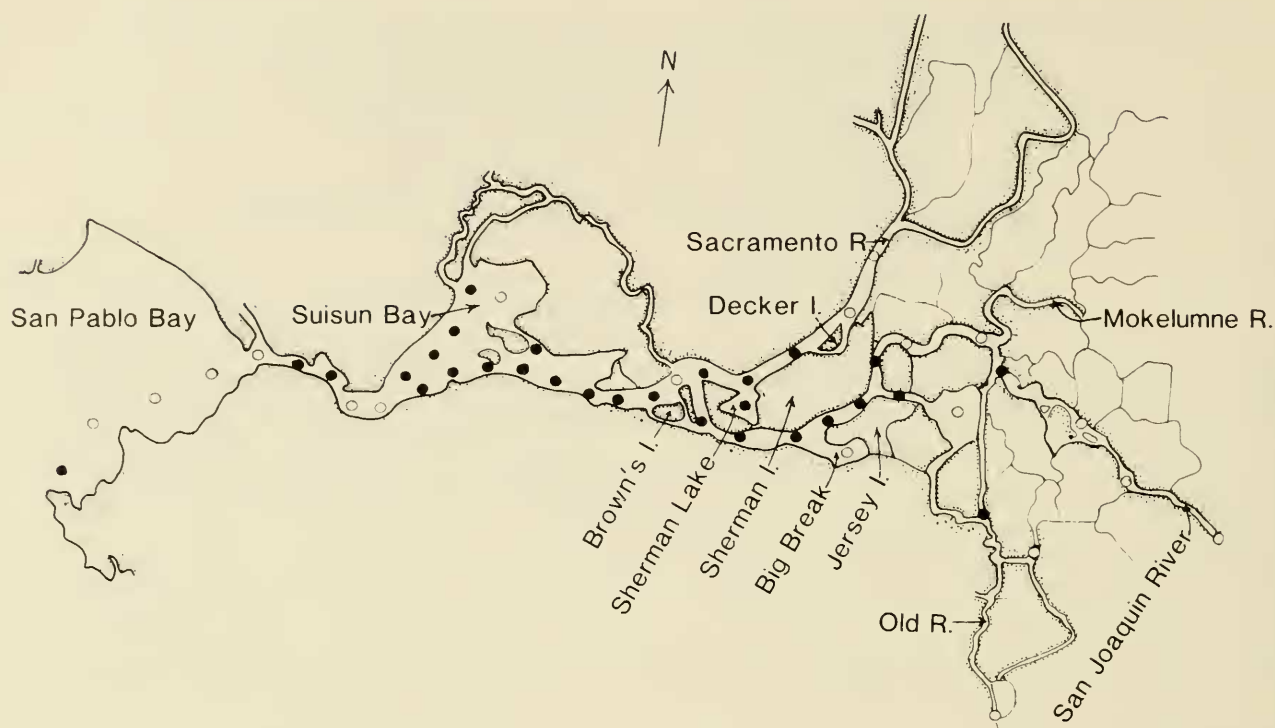 N
Sacramento R.
Decker I.
San Pablo Bay
Suisun Bay
Mokelumne R.
Brown's I.
Sherman Lake
Sherman I.
Big Break
Jersey I.
Old R.
San Joaquin River